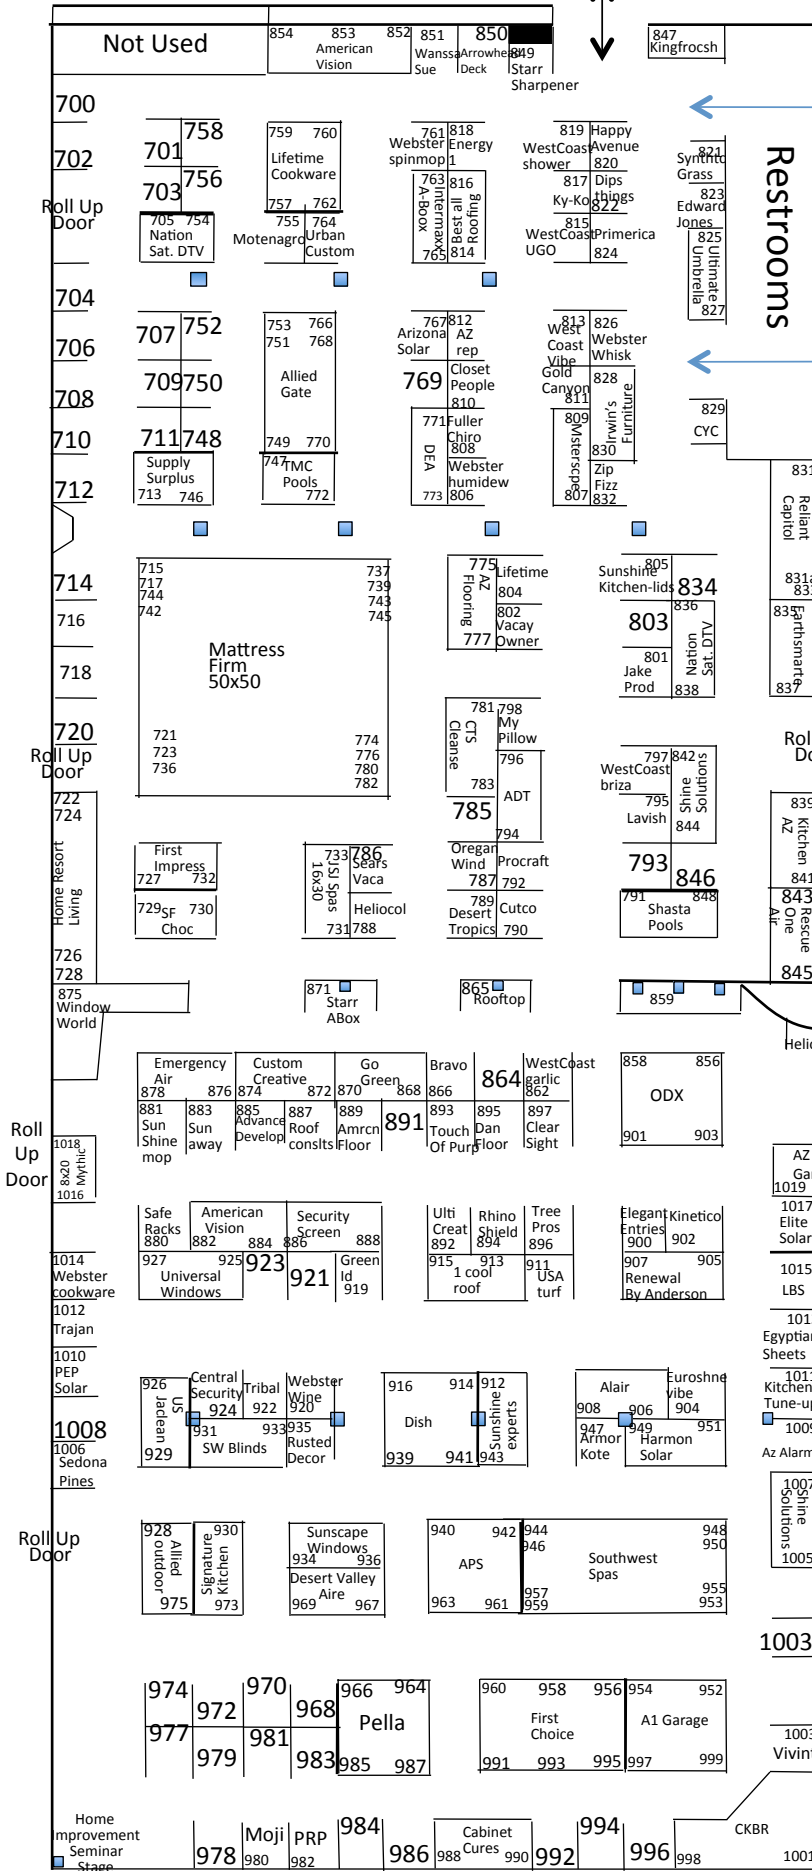 Not Used
854 853 852 851 850
American
Vision
Wanssa
Sue
Arrowhead
Deck
849
Starr
Sharpener
847
Kingfrocsh
700
702
Roll Up
Door
704
706
708
710
712
714
716
718
720
Roll Up
Door
722
724
Home Resort
Living
726
728
758
701
756
703
705 754
Nation
Sat. DTV
759 760
Lifetime
Cookware
757 762
755 764
Motenagro
Urban
Custom
761 818
Webster
spinmop
Energy
1
763 816
Intermaxx
A-Boox
Best all
Roofing
765 814
819 Happy
Avenue
WestCoast
shower
820
817 Dips
things
Ky-Ko
822
815
WestCoast
UGO
Primerica
824
821
Synthtc
Grass
823
Edward
Jones
825
Ultimate
Umbrella
827
Restrooms
707 752
709 750
711 748
Supply
Surplus
713 746
753 766
751 768
Allied
Gate
749 770
747
TMC
Pools
772
767 812
Arizona
Solar
AZ
rep
769
Closet
People
810
771 Fuller
Chiro
808
DEA
Webster
humidew
773 806
813 826
West
Coast
Vibe
Webster
Whisk
Gold
Canyon
811
828
Irwin's
Furniture
809
Msterscpe
830
Zip
Fizz
807 832
829
CYC
831
Reliant
Capitol
831a
833
835
Earthsmarte
837
715
717
744
742
737
739
743
745
Mattress
Firm
50x50
721
723
736
774
776
780
782
775
AZ
Flooring
777
Lifetime
804
802
Vacay
Owner
805
Sunshine
Kitchen-lids
834
836
803
Nation
Sat. DTV
801
Jake
Prod
838
781 798
CTS
Cleanse
My
Pillow
796
783
ADT
785
794
797 842
WestCoast
briza
Shine
Solutions
795
Lavish
844
793
846
791 848
Shasta
Pools
839
Kitchen
AZ
841
843
Rescue
One
Air
845
First
Impress
727 732
729 730
SF
Choc
733 786
JSJ Spas
16x30
Sears
Vaca
Heliocol
731 788
Oregan
Wind
787
Procraft
792
789
Desert
Tropics
Cutco
790
875
Window
World
871
Starr
ABox
865
Rooftop
859
Emergency
Air
878 876
Custom
Creative
874 872
Go
Green
870 868
Bravo
866
864
WestCoast
garlic
862
881
Sun
Shine
mop
883
Sun
away
885
Advance
Develop
887
Roof
conslts
889
Amrcn
Floor
891
893
Touch
Of Purp
895
Dan
Floor
897
Clear
Sight
858 856
ODX
901 903
Roll
Up
Door
1018
8x20
Mythic
1016
1019
1017
Elite
Solar
Safe
Racks
880
American
Vision
882 884
Security
Screen
886 888
927 925
Universal
Windows
923
921
Green
Id
919
Ulti
Creat
892
Rhino
Shield
894
Tree
Pros
896
915 913
1 cool
roof
911
USA
turf
Elegant
Entries
900
Kinetico
902
907 905
Renewal
By Anderson
1014
Webster
cookware
1012
Trajan
1010
PEP
Solar
1008
1006
Sedona
Pines
1015
LBS
Egyptian
Sheets
Kitchen
Tune-up
1009
Az Alarm
1007
Shine
Solutions
1005
926
US
Jaclean
929
Central
Security
924
Tribal
922
Webster
Wine
920
931 933
SW Blinds
935
Rusted
Decor
916 914
Dish
939 941
912
Sunshine
experts
943
Alair
908 906
Euroshne
vibe
904
947
Armor
Kote
949 951
Harmon
Solar
Roll Up
Door
928
Allied
outdoor
975
930
Signature
Kitchen
973
Sunscape
Windows
934 936
Desert Valley
Aire
969 967
940 942
APS
963 961
944 948
946 950
Southwest
Spas
957 955
959 953
1003
974
972
970
968
977
979
981
983
966 964
Pella
985 987
960 958 956
First
Choice
991 993 995
954 952
A1 Garage
997 999
Home
Improvement
Seminar
Stage
978
Moji
980
PRP
982
984
986
Cabinet
Cures
988 990
992
994
996
998
CKBR
1001